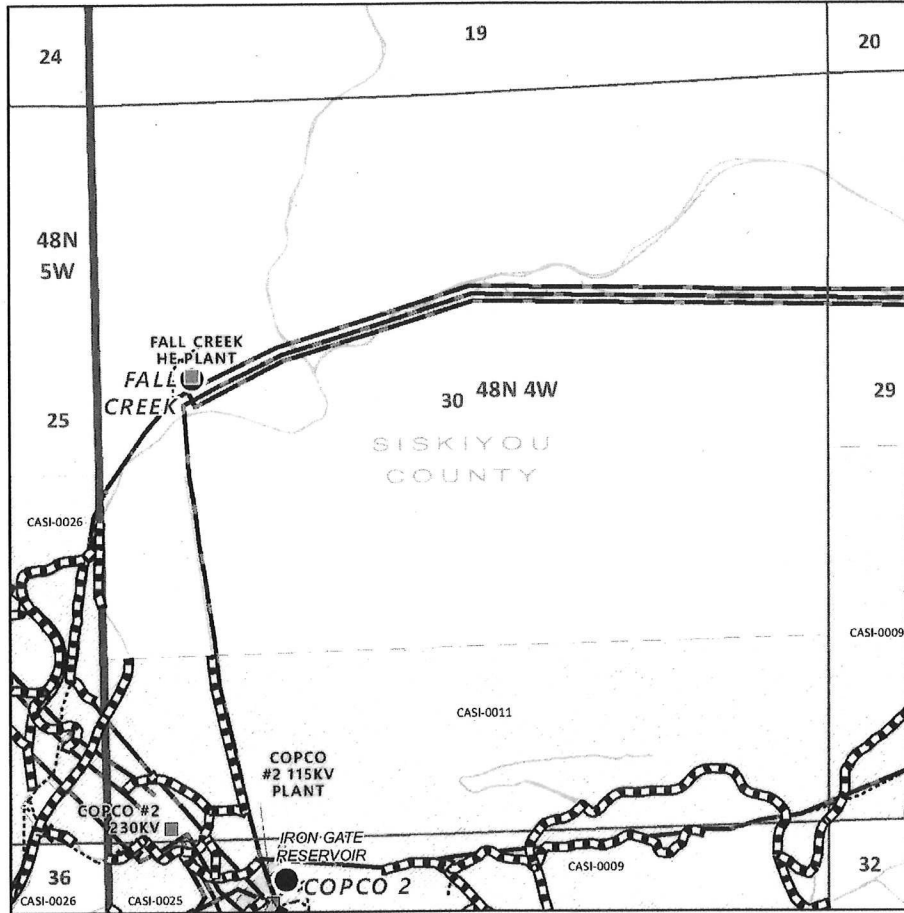 19
20
24
48N
5W
FALL CREEK
HE PLANT
FALL
CREEK
30
48N 4W
29
25
SISKIYOU
COUNTY
CASI-0026
CASI-0009
CASI-0011
COPCO
#2 115KV
PLANT
COPCO #2
230KV
IRON GATE
RESERVOIR
COPCO 2
36
CASI-0009
32
CASI-0026
CASI-0025